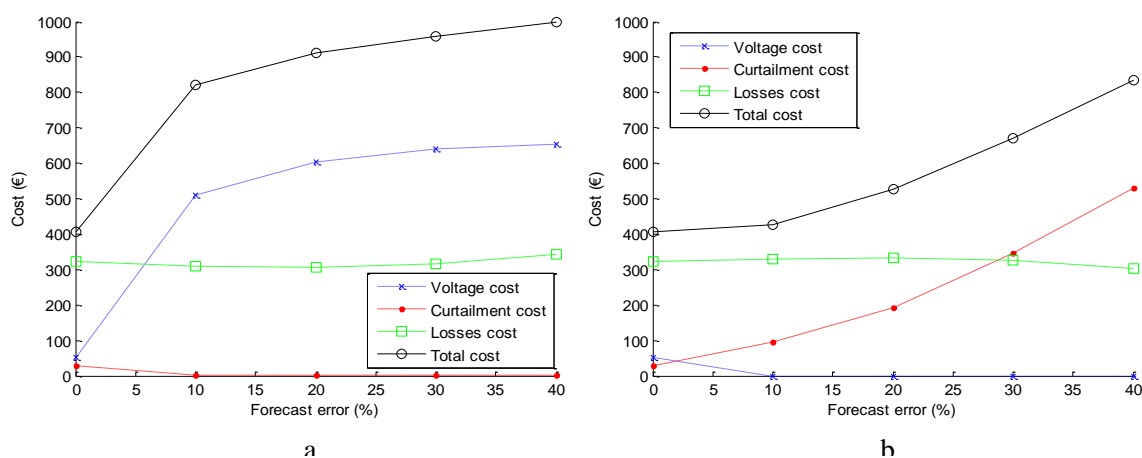 1000
900
800
700
600
500
400
300
200
100
0
Cost (€)
0 5 10 15 20 25 30 35 40
Forecast error (%)
Voltage cost
Curtailment cost
Losses cost
Total cost
a
1000
900
800
700
600
500
400
300
200
100
0
Cost (€)
0 5 10 15 20 25 30 35 40
Forecast error (%)
Voltage cost
Curtailment cost
Losses cost
Total cost
b